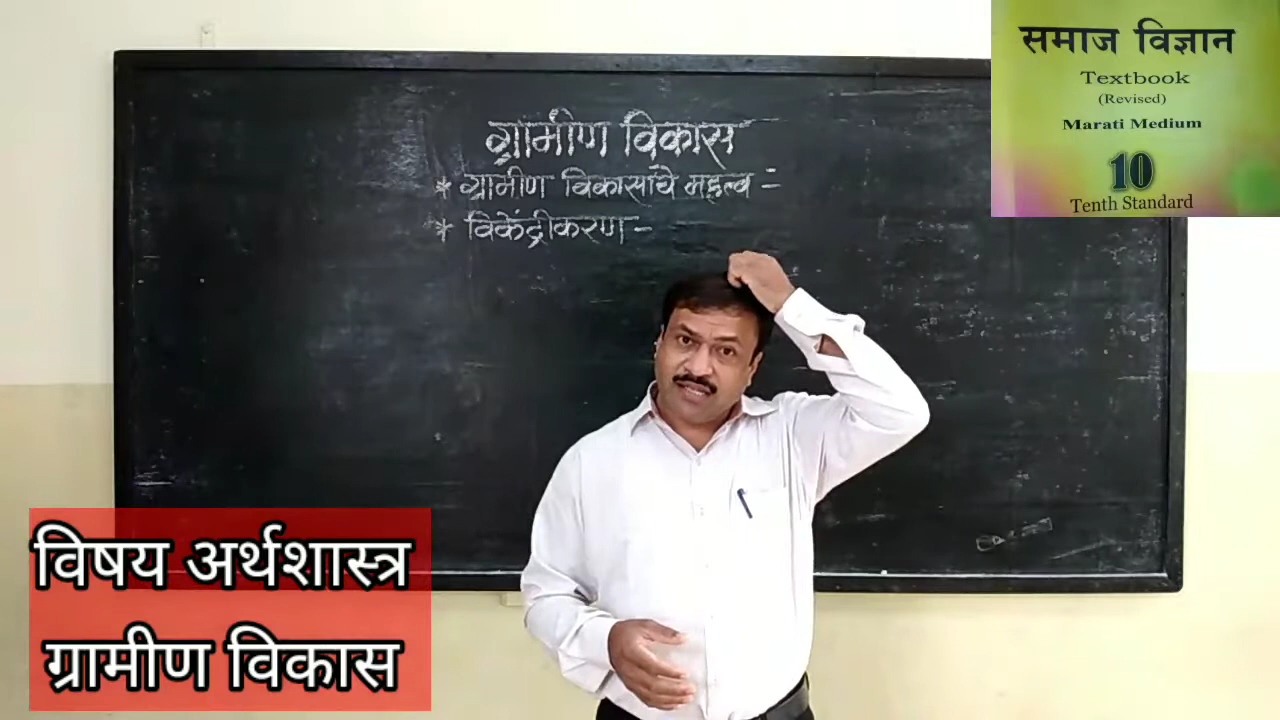 समाज विज्ञान
Textbook
(Revised)
Marati Medium
10
Tenth Standard
ग्रामीण विकास
* ग्रामीण विकासाचे महत्व :-
* विकेंद्रीकरण -
विषय अर्थशास्त्र
ग्रामीण विकास